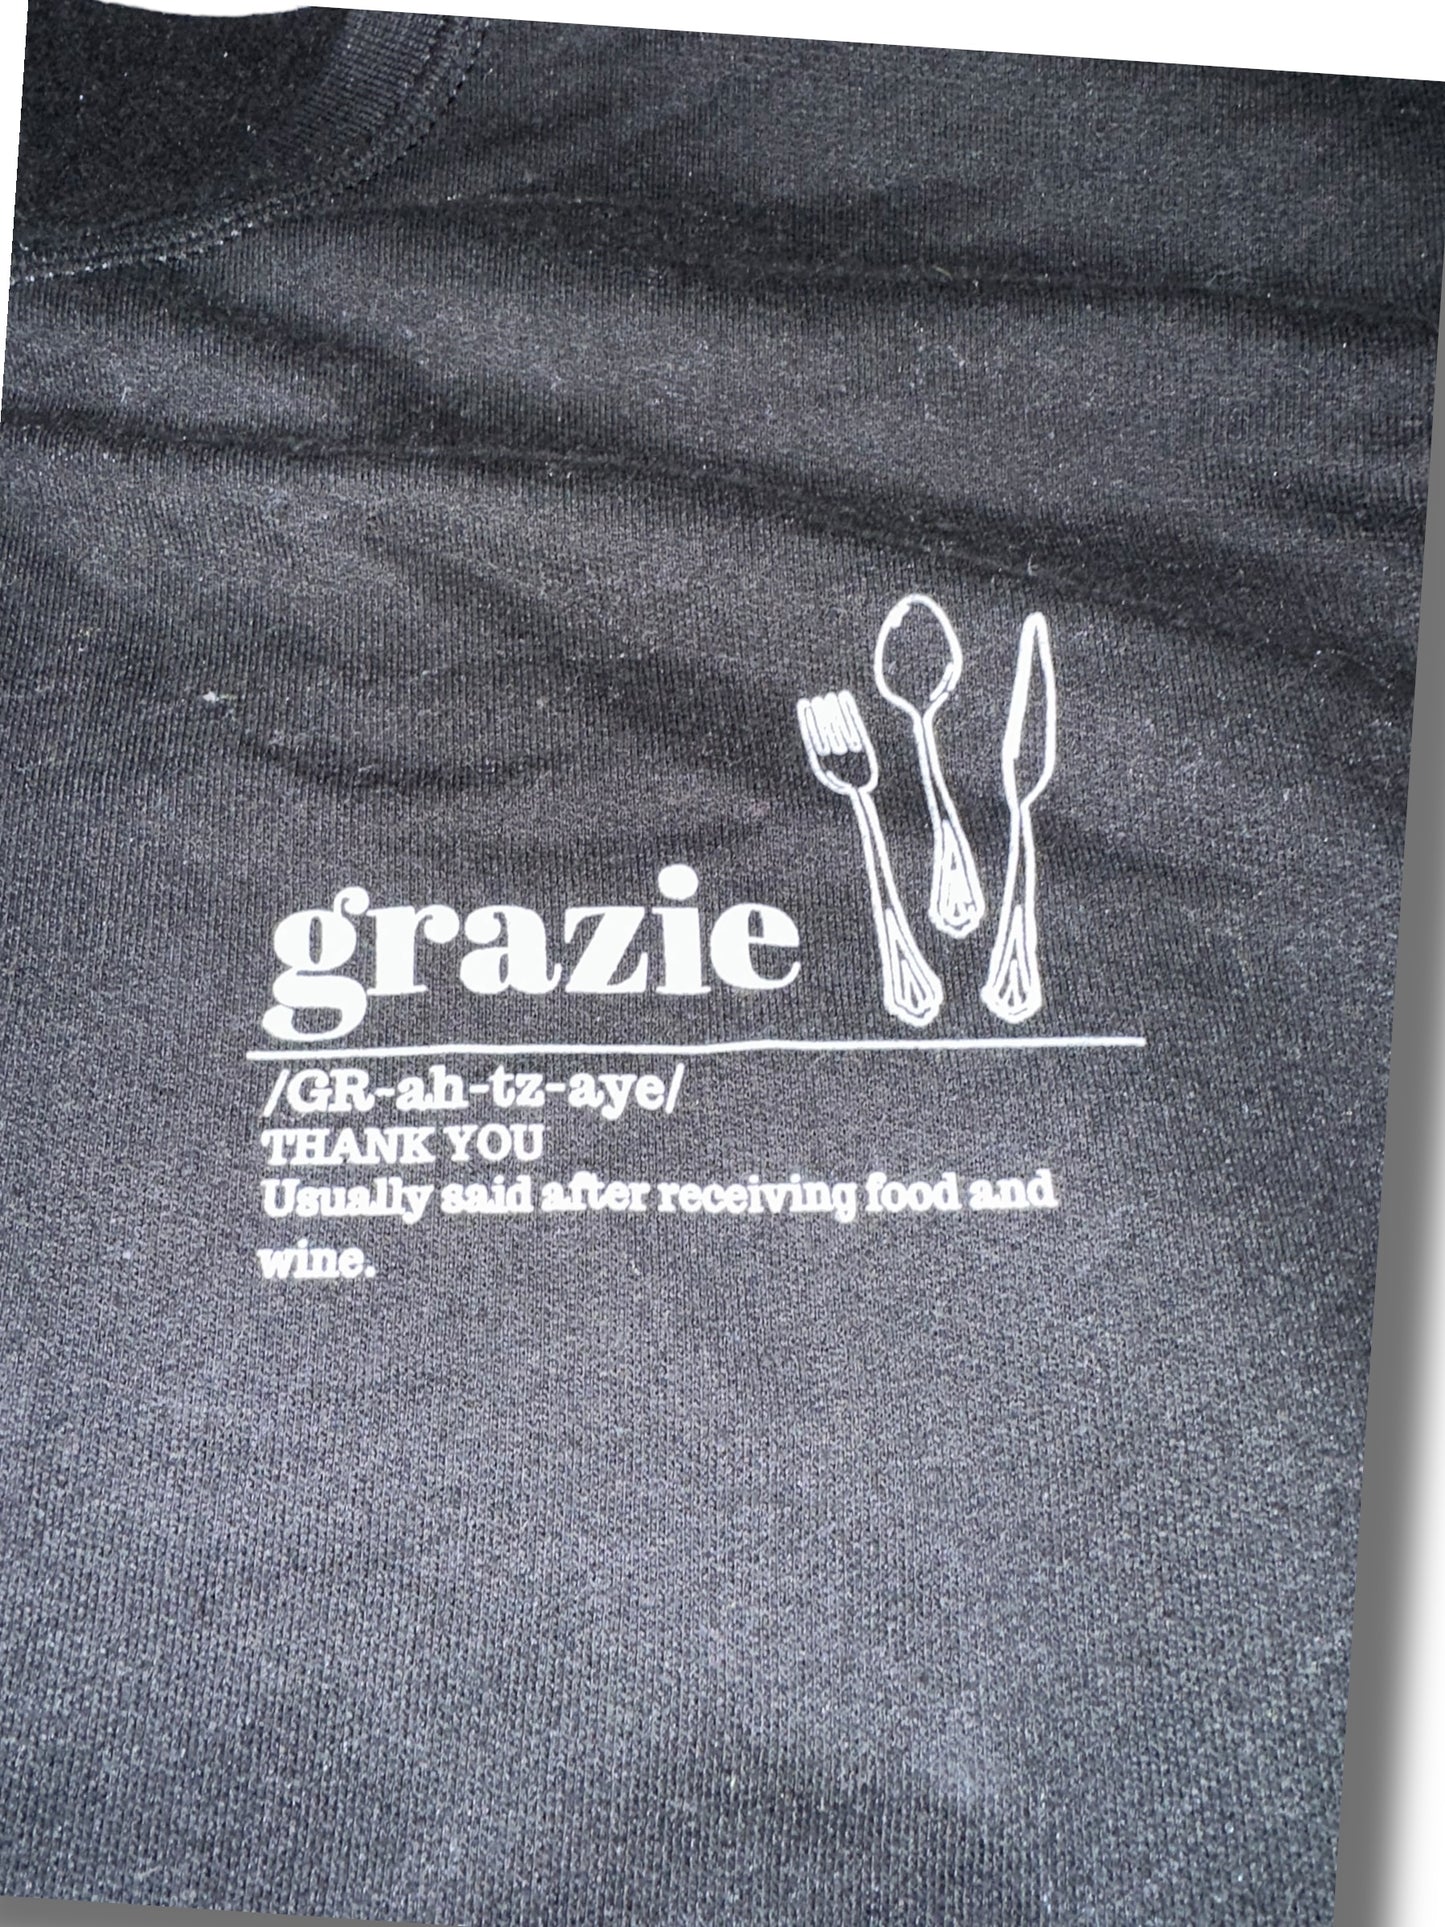 grazie
/GR-ah-tz-aye/
THANK YOU
Usually said after receiving food and
wine.